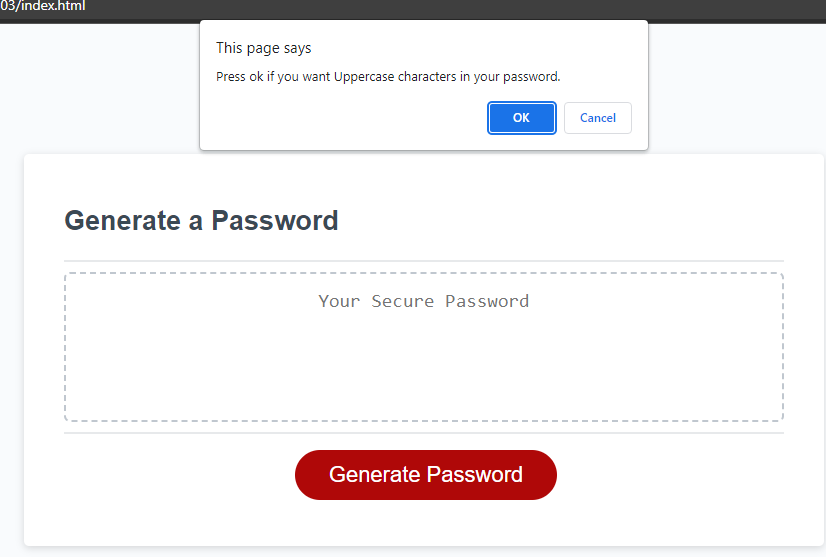 03/index.html
This page says
Press ok if you want Uppercase characters in your password.
OK
Cancel
Generate a Password
Your Secure Password
Generate Password